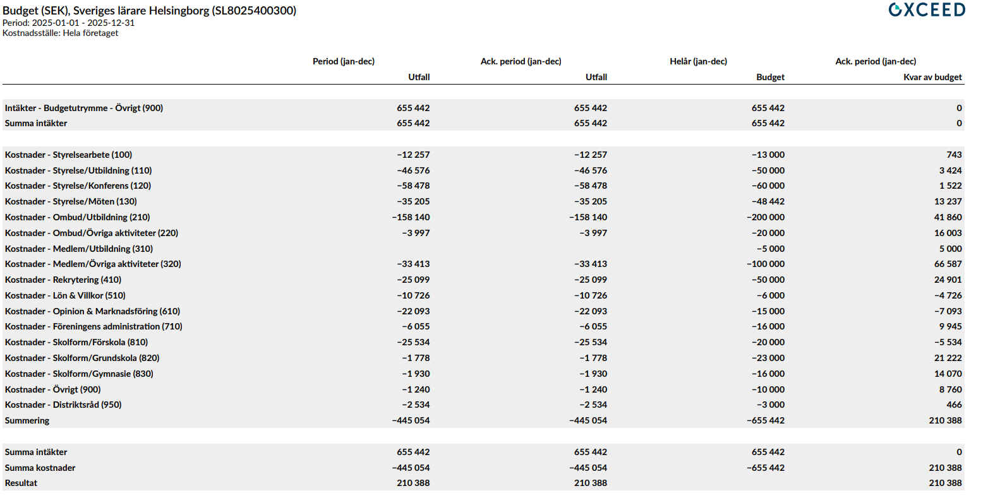 Budget (SEK), Sveriges lärare Helsingborg (SL8025400300)
OXCEED
Period: 2025-01-01 - 2025-12-31
Kostnadsställe: Hela företaget
Period (jan-dec) Ack. period (jan-dec) Helår (jan-dec) Ack. period (jan-dec)
Utfall Utfall Budget Kvar av budget
Intäkter - Budgetutrymme - Övrigt (900) 655 442 655 442 655 442 0
Summa intäkter 655 442 655 442 655 442 0
Kostnader - Styrelsearbete (100) −12 257 −12 257 −13 000 743
Kostnader - Styrelse/Utbildning (110) −46 576 −46 576 −50 000 3 424
Kostnader - Styrelse/Konferens (120) −58 478 −58 478 −60 000 1 522
Kostnader - Styrelse/Möten (130) −35 205 −35 205 −48 442 13 237
Kostnader - Ombud/Utbildning (210) −158 140 −158 140 −200 000 41 860
Kostnader - Ombud/Övriga aktiviteter (220) −3 997 −3 997 −20 000 16 003
Kostnader - Medlem/Utbildning (310) −5 000 5 000
Kostnader - Medlem/Övriga aktiviteter (320) −33 413 −33 413 −100 000 66 587
Kostnader - Rekrytering (410) −25 099 −25 099 −50 000 24 901
Kostnader - Lön & Villkor (510) −10 726 −10 726 −6 000 −4 726
Kostnader - Opinion & Marknadsföring (610) −22 093 −22 093 −15 000 −7 093
Kostnader - Föreningens administration (710) −6 055 −6 055 −16 000 9 945
Kostnader - Skolform/Förskola (810) −25 534 −25 534 −20 000 −5 534
Kostnader - Skolform/Grundskola (820) −1 778 −1 778 −23 000 21 222
Kostnader - Skolform/Gymnasie (830) −1 930 −1 930 −16 000 14 070
Kostnader - Övrigt (900) −1 240 −1 240 −10 000 8 760
Kostnader - Distriktsråd (950) −2 534 −2 534 −3 000 466
Summering −445 054 −445 054 −655 442 210 388
Summa intäkter 655 442 655 442 655 442 0
Summa kostnader −445 054 −445 054 −655 442 210 388
Resultat 210 388 210 388 210 388